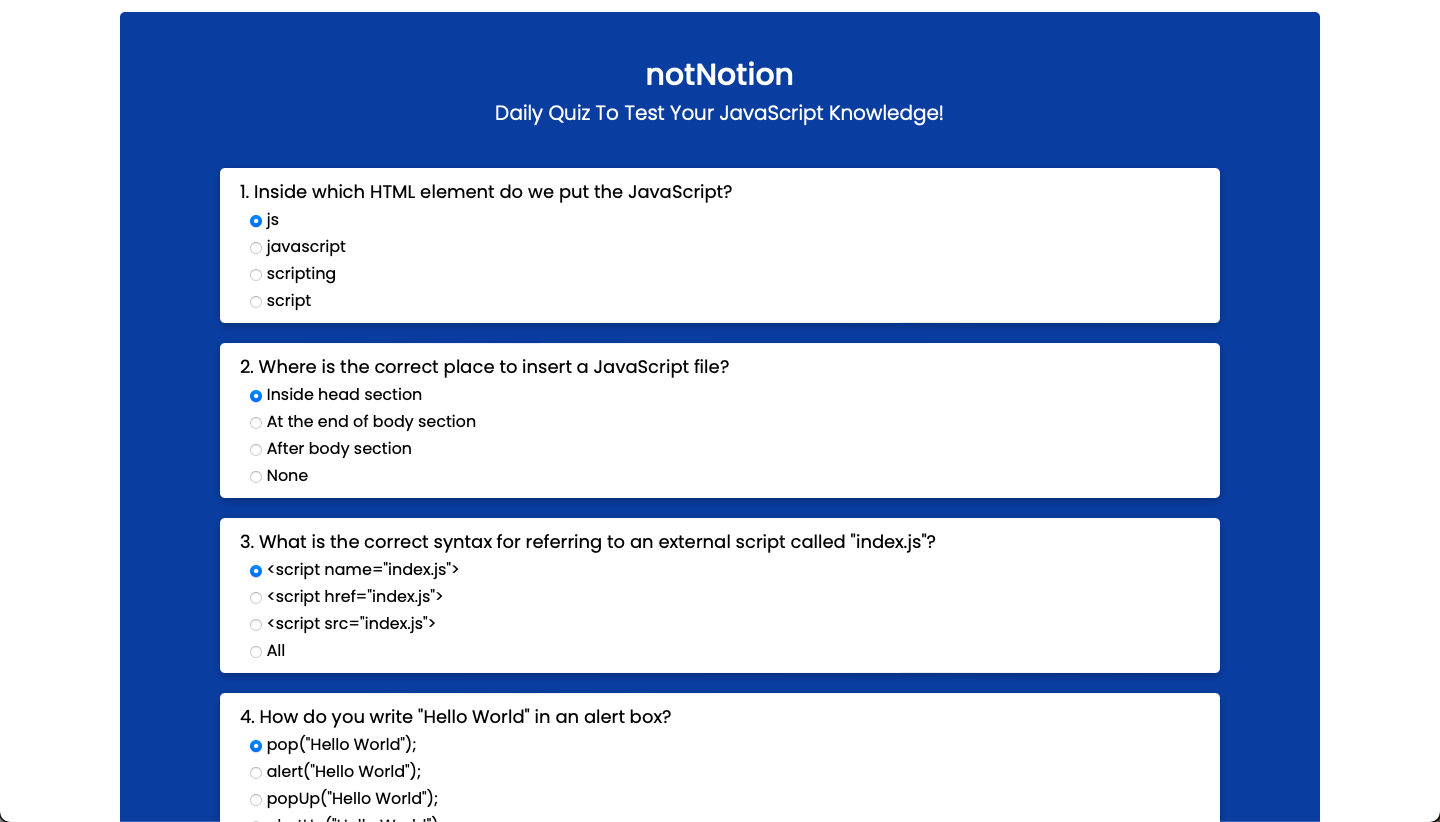 notNotion
Daily Quiz To Test Your JavaScript Knowledge!
1. Inside which HTML element do we put the JavaScript?
js
javascript
scripting
script
2. Where is the correct place to insert a JavaScript file?
Inside head section
At the end of body section
After body section
None
3. What is the correct syntax for referring to an external script called "index.js"?
<script name="index.js">
<script href="index.js">
<script src="index.js">
All
4. How do you write "Hello World" in an alert box?
pop("Hello World");
alert("Hello World");
popUp("Hello World");